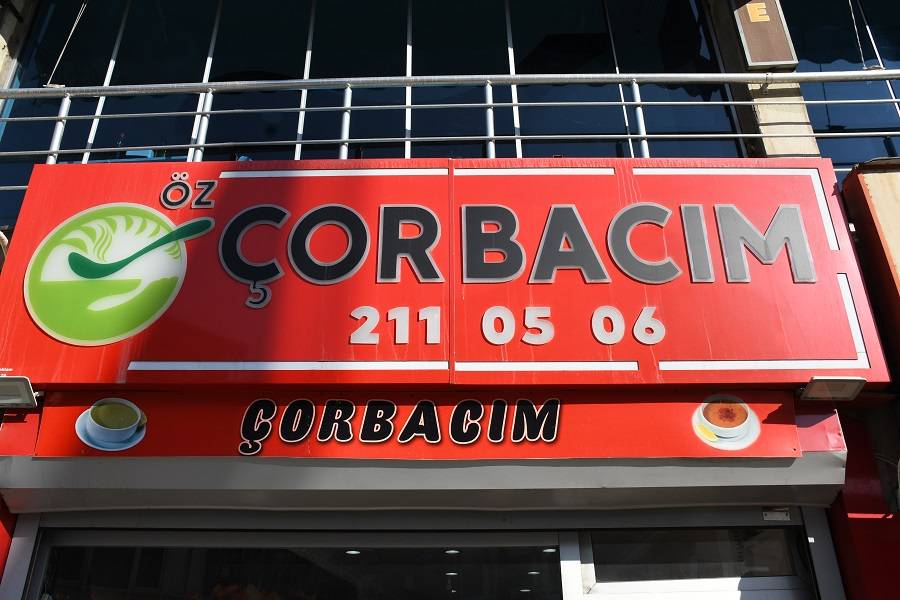 E
ÖZ
ÇORBACIM
211 05 06
ÇORBACIM